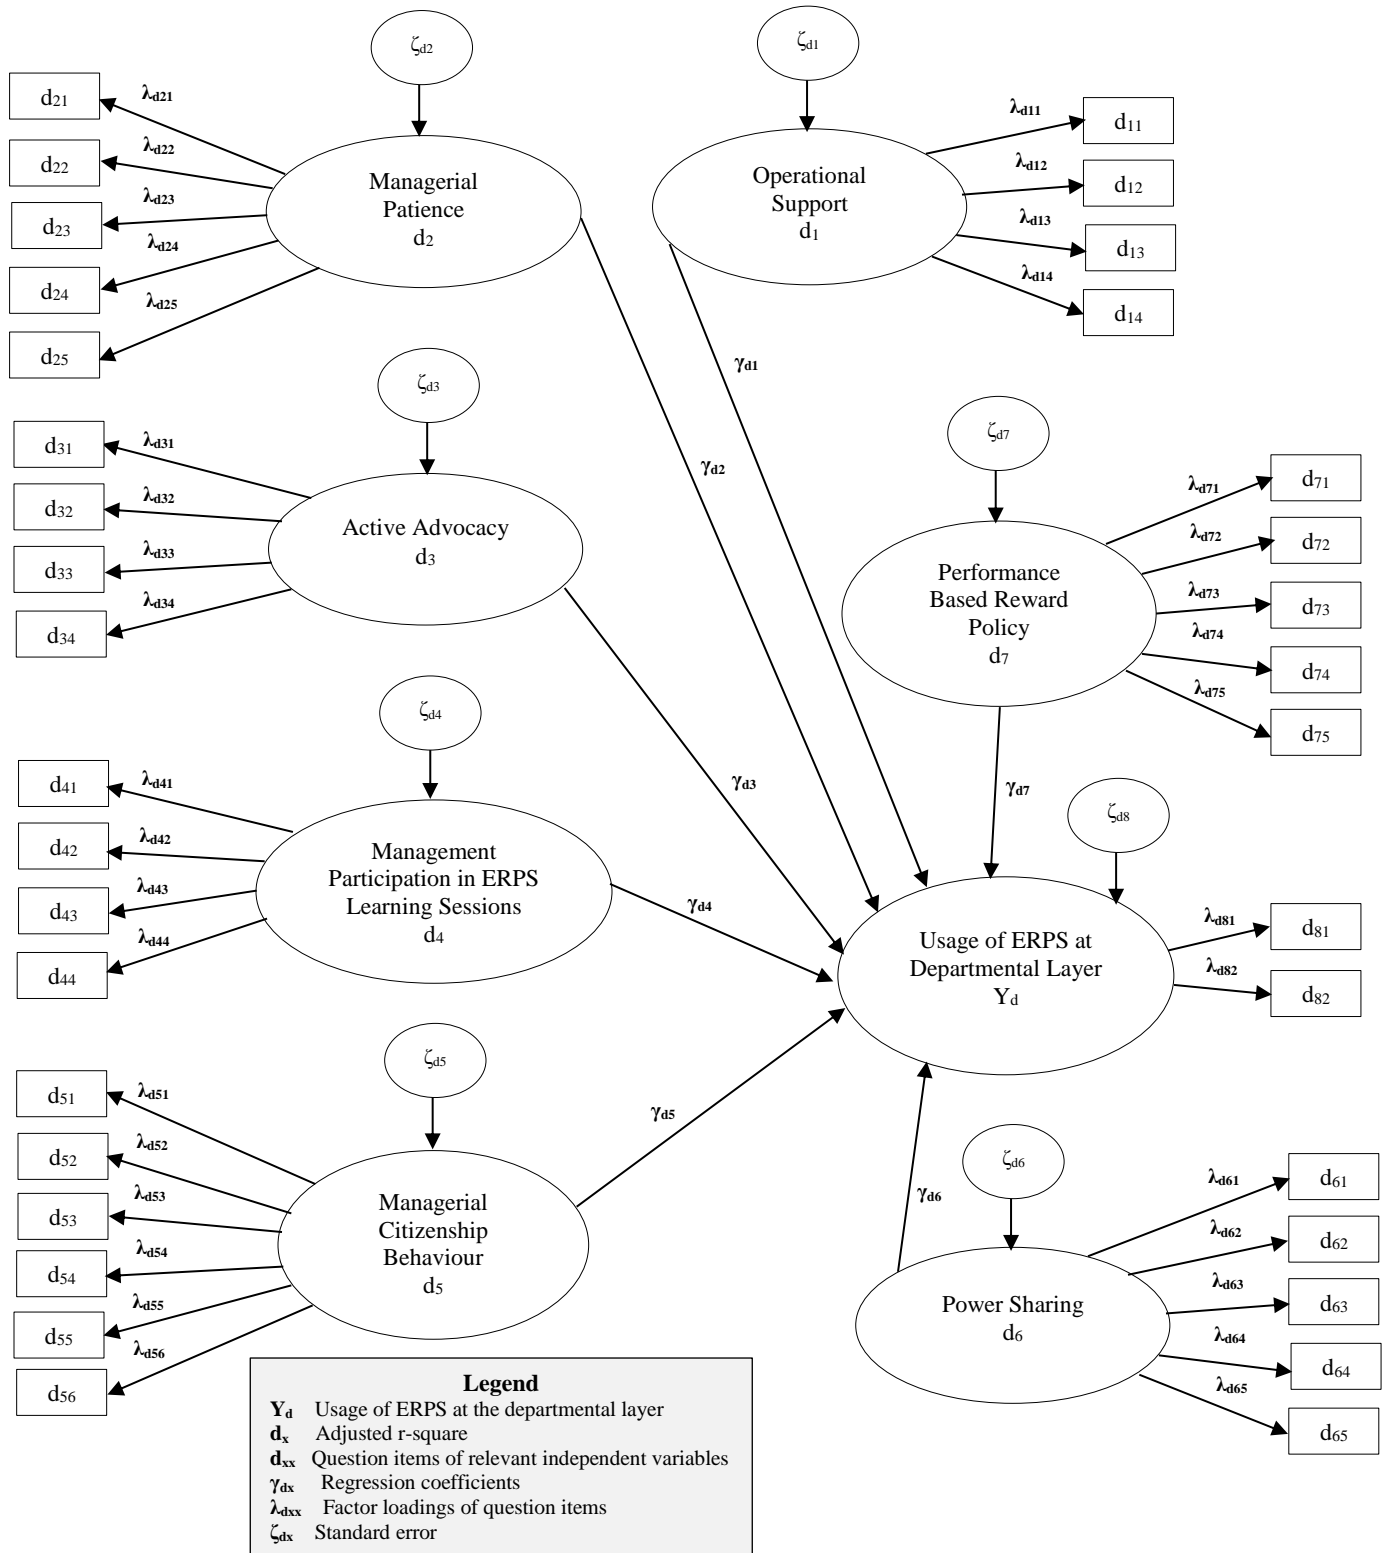 ζd2
ζd1
d21
d22
d23
d24
d25
λd21
λd22
λd23
λd24
λd25
Managerial
Patience
d2
Operational
Support
d1
λd11
λd12
λd13
λd14
d11
d12
d13
d14
γd1
γd2
ζd3
d31
d32
d33
d34
λd31
λd32
λd33
λd34
Active Advocacy
d3
γd3
ζd7
Performance
Based Reward
Policy
d7
λd71
λd72
λd73
λd74
λd75
d71
d72
d73
d74
d75
γd7
ζd4
d41
d42
d43
d44
λd41
λd42
λd43
λd44
Management
Participation in ERPS
Learning Sessions
d4
γd4
ζd8
Usage of ERPS at
Departmental Layer
Yd
λd81
λd82
d81
d82
ζd5
d51
d52
d53
d54
d55
d56
λd51
λd52
λd53
λd54
λd55
λd56
Managerial
Citizenship
Behaviour
d5
γd5
γd6
ζd6
Power Sharing
d6
λd61
λd62
λd63
λd64
λd65
d61
d62
d63
d64
d65
Legend
Yd Usage of ERPS at the departmental layer
dx Adjusted r-square
dxx Question items of relevant independent variables
γdx Regression coefficients
λdxx Factor loadings of question items
ζdx Standard error